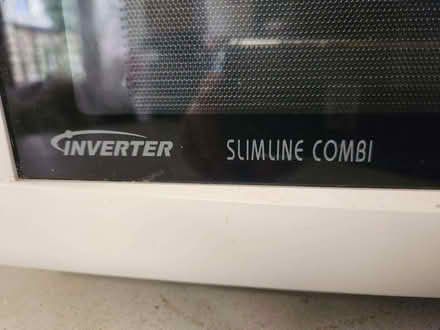 INVERTER SLIMLINE COMBI